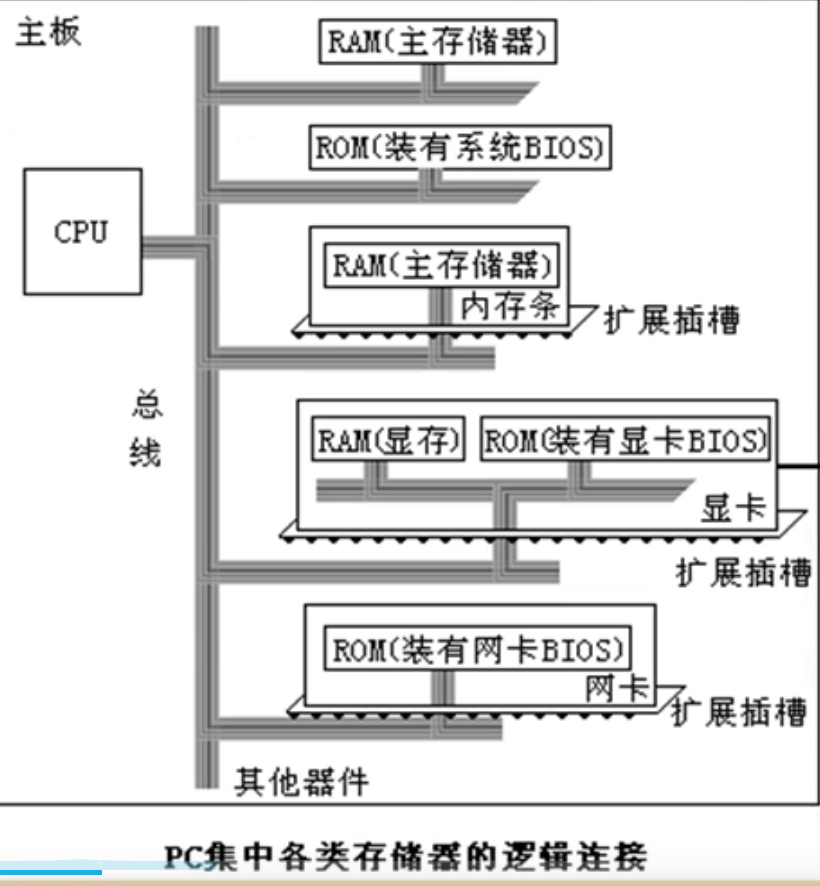 主板
RAM(主存储器)
ROM(装有系统BIOS)
CPU
RAM(主存储器)
内存条
扩展插槽
总
线
RAM(显存)
ROM(装有显卡BIOS)
显卡
扩展插槽
ROM(装有网卡BIOS)
网卡
扩展插槽
其他器件
PC集中各类存储器的逻辑连接